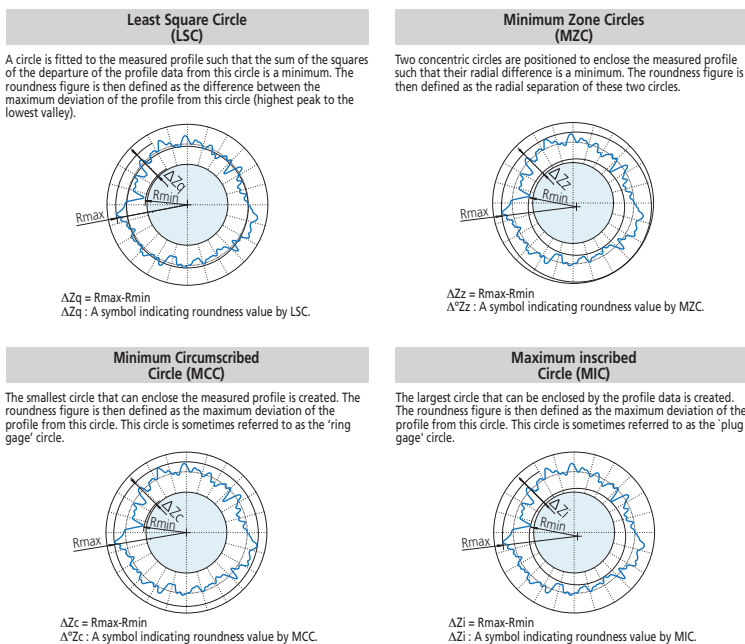 Least Square Circle
(LSC)
A circle is fitted to the measured profile such that the sum of the squares
of the departure of the profile data from this circle is a minimum. The
roundness figure is then defined as the difference between the
maximum deviation of the profile from this circle (highest peak to the
lowest valley).
ΔZq
Rmin
Rmax
ΔZq = Rmax-Rmin
ΔZq : A symbol indicating roundness value by LSC.
Minimum Zone Circles
(MZC)
Two concentric circles are positioned to enclose the measured profile
such that their radial difference is a minimum. The roundness figure is
then defined as the radial separation of these two circles.
ΔZz
Rmin
Rmax
ΔZz = Rmax-Rmin
Δ°Zz : A symbol indicating roundness value by MZC.
Minimum Circumscribed
Circle (MCC)
The smallest circle that can enclose the measured profile is created. The
roundness figure is then defined as the maximum deviation of the
profile from this circle. This circle is sometimes referred to as the ‘ring
gage’ circle.
ΔZc
Rmin
Rmax
ΔZc = Rmax-Rmin
Δ°Zc : A symbol indicating roundness value by MCC.
Maximum inscribed
Circle (MIC)
The largest circle that can be enclosed by the profile data is created.
The roundness figure is then defined as the maximum deviation of the
profile from this circle. This circle is sometimes referred to as the `plug
gage' circle.
ΔZi
Rmin
Rmax
ΔZi = Rmax-Rmin
ΔZi : A symbol indicating roundness value by MIC.